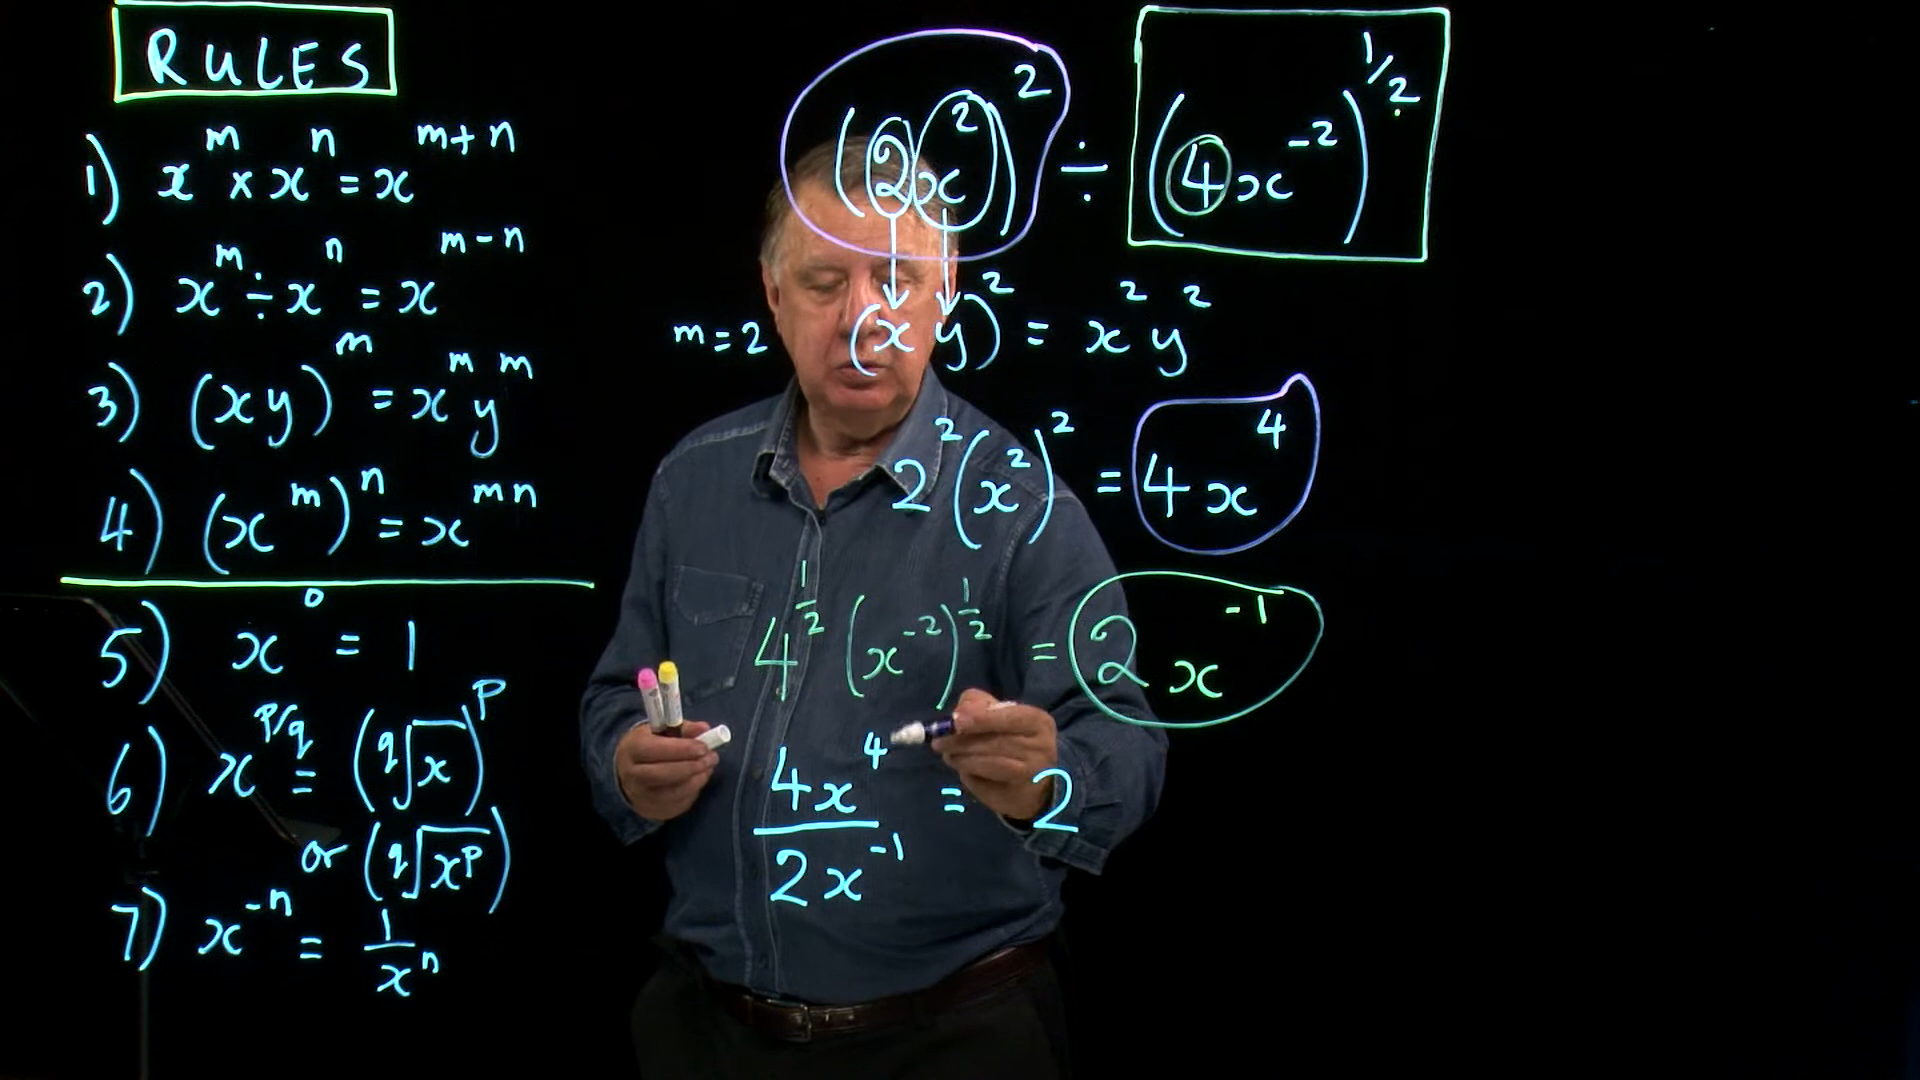 RULES
1) x^m × x^n = x^(m+n)
2) x^m ÷ x^n = x^(m-n)
3) (xy)^m = x^m y^m
4) (x^m)^n = x^(mn)
5) x^0 = 1
6) x^(p/q) = (q√x)^p
or (q√x^p)
7) x^-n = 1/x^n
(2x^2)^2 ÷ (4x^-2)^1/2
m=2 (xy)^2 = x^2 y^2
2^2 (x^2)^2 = 4x^4
4^1/2 (x^-2)^1/2 = 2x^-1
4x^4/2x^-1 = 2